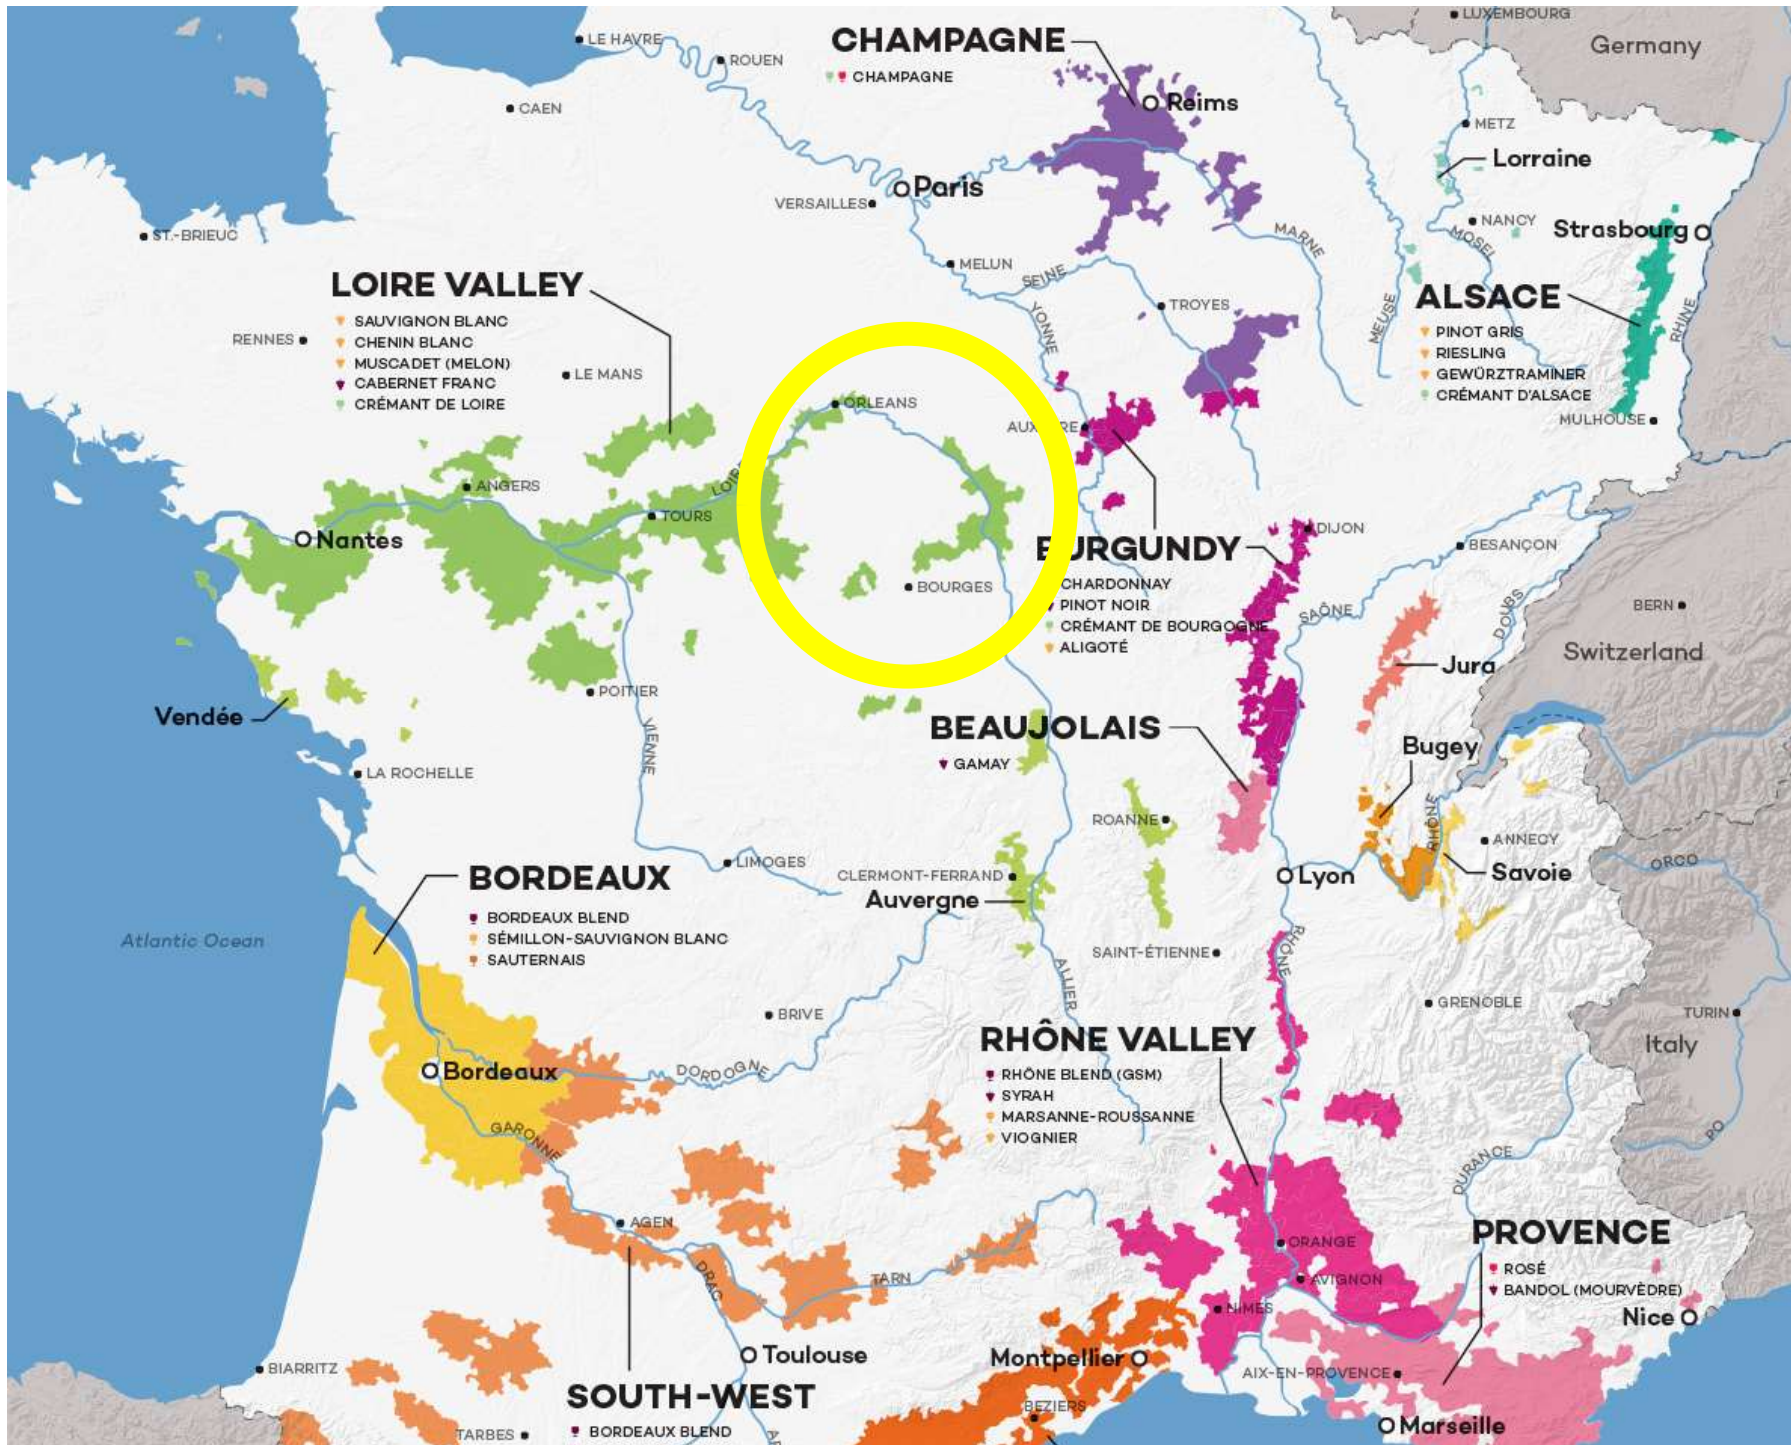 LE HAVRE
ROUEN
CAEN
CHAMPAGNE
CHAMPAGNE
Reims
LUXEMBOURG
Germany
METZ
Lorraine
NANCY
MOSEL
Strasbourg
Paris
VERSAILLES
MELUN
SEINE
MARNE
MEUSE
RHINE
YONNE
TROYES
ST.-BRIEUC
RENNES
LE MANS
LOIRE VALLEY
SAUVIGNON BLANC
CHENIN BLANC
MUSCADET (MELON)
CABERNET FRANC
CRÉMANT DE LOIRE
ALSACE
PINOT GRIS
RIESLING
GEWÜRZTRAMINER
CRÉMANT D'ALSACE
MULHOUSE
ORLEANS
ANGERS
TOURS
Nantes
BOURGES
DIJON
BESANÇON
BURGUNDY
CHARDONNAY
PINOT NOIR
CRÉMANT DE BOURGOGNE
ALIGOTÉ
SAÔNE
DOUBS
BERN
Switzerland
Jura
Vendée
POITIER
VIENNE
LA ROCHELLE
BEAUJOLAIS
GAMAY
Bugey
ROANNE
RHÔNE
ANNECY
Savoie
ORCO
LIMOGES
CLERMONT-FERRAND
Auvergne
Lyon
BORDEAUX
BORDEAUX BLEND
SÉMILLON-SAUVIGNON BLANC
SAUTERNAIS
Atlantic Ocean
SAINT-ÉTIENNE
RHÔNE
ALLIER
BRIVE
GRENOBLE
TURIN
Italy
PO
RHÔNE VALLEY
RHÔNE BLEND (GSM)
SYRAH
MARSANNE-ROUSSANNE
VIOGNIER
Bordeaux
DORDOGNE
GARONNE
DURANCE
AGEN
DRAC
TARN
ORANGE
AVIGNON
NIMES
PROVENCE
ROSÉ
BANDOL (MOURVÈDRE)
Nice
Toulouse
Montpellier
AIX-EN-PROVENCE
BIARRITZ
SOUTH-WEST
BORDEAUX BLEND
TARBES
BEZIERS
Marseille